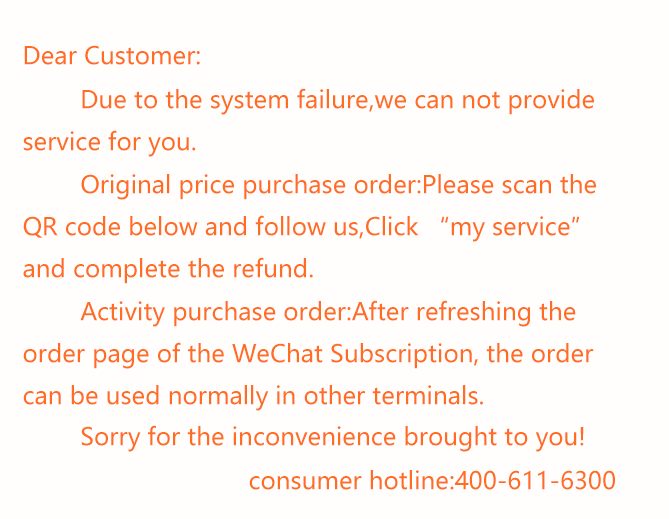 Dear Customer:
Due to the system failure,we can not provide
service for you.
Original price purchase order:Please scan the
QR code below and follow us,Click “my service”
and complete the refund.
Activity purchase order:After refreshing the
order page of the WeChat Subscription, the order
can be used normally in other terminals.
Sorry for the inconvenience brought to you!
consumer hotline:400-611-6300